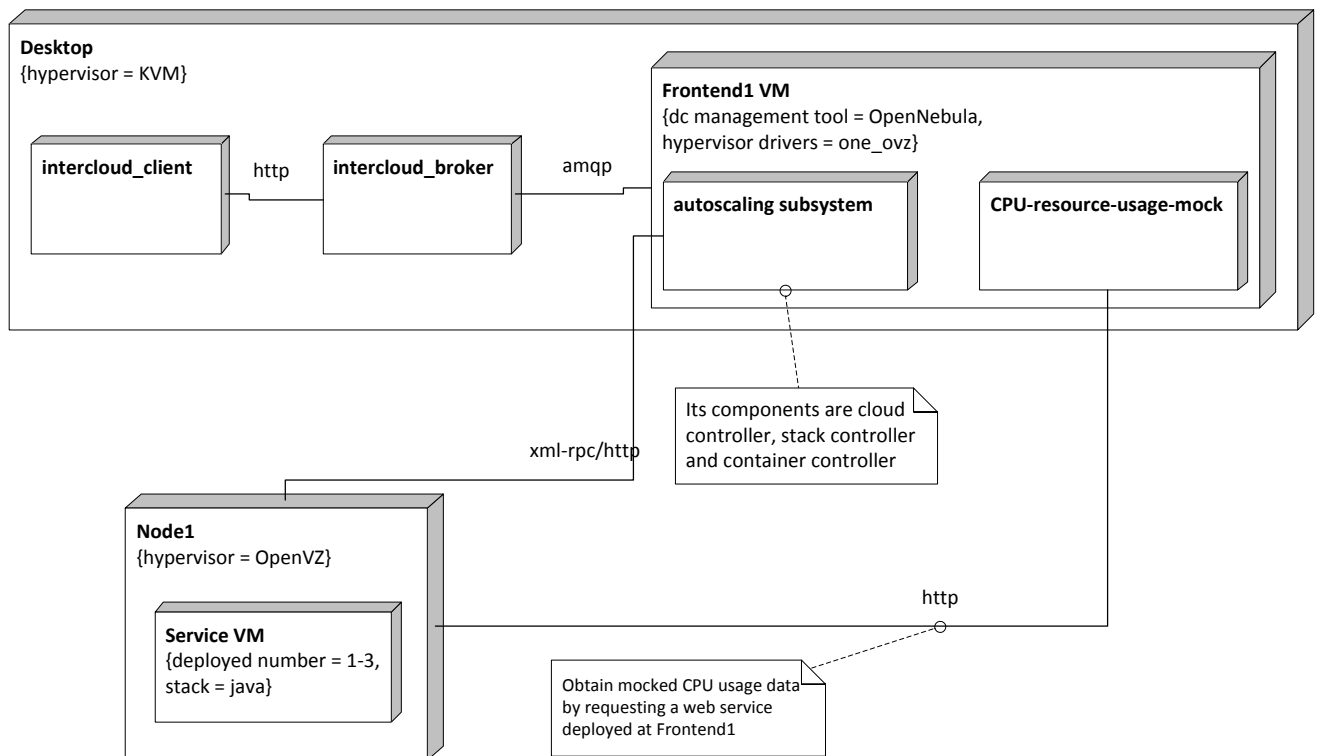 Desktop
{hypervisor = KVM}
Frontend1 VM
{dc management tool = OpenNebula,
hypervisor drivers = one_ovz}
intercloud_client
http
intercloud_broker
amqp
autoscaling subsystem
CPU-resource-usage-mock
Its components are cloud
controller, stack controller
and container controller
xml-rpc/http
Node1
{hypervisor = OpenVZ}
Service VM
{deployed number = 1-3,
stack = java}
http
Obtain mocked CPU usage data
by requesting a web service
deployed at Frontend1